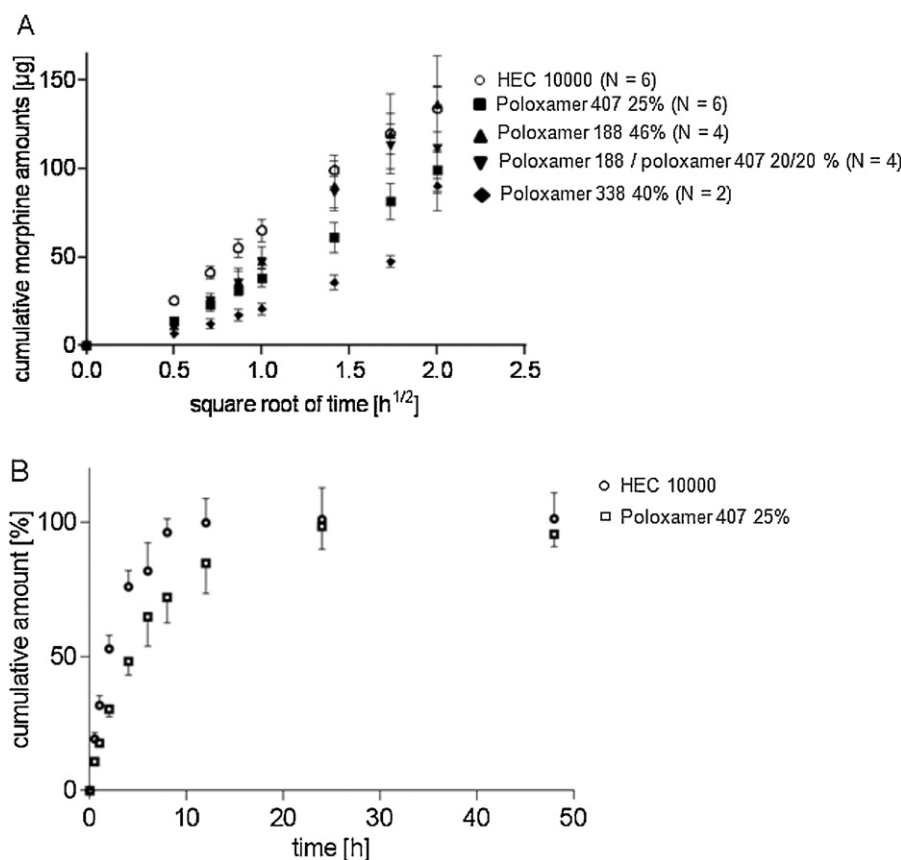 A
cumulative morphine amounts [µg]
150
100
50
0
0.0 0.5 1.0 1.5 2.0 2.5
square root of time [h1/2]
HEC 10000 (N = 6)
Poloxamer 407 25% (N = 6)
Poloxamer 188 46% (N = 4)
Poloxamer 188 / poloxamer 407 20/20 % (N = 4)
Poloxamer 338 40% (N = 2)
B
cumulative amount [%]
100
50
0
0 10 20 30 40 50
time [h]
HEC 10000
Poloxamer 407 25%